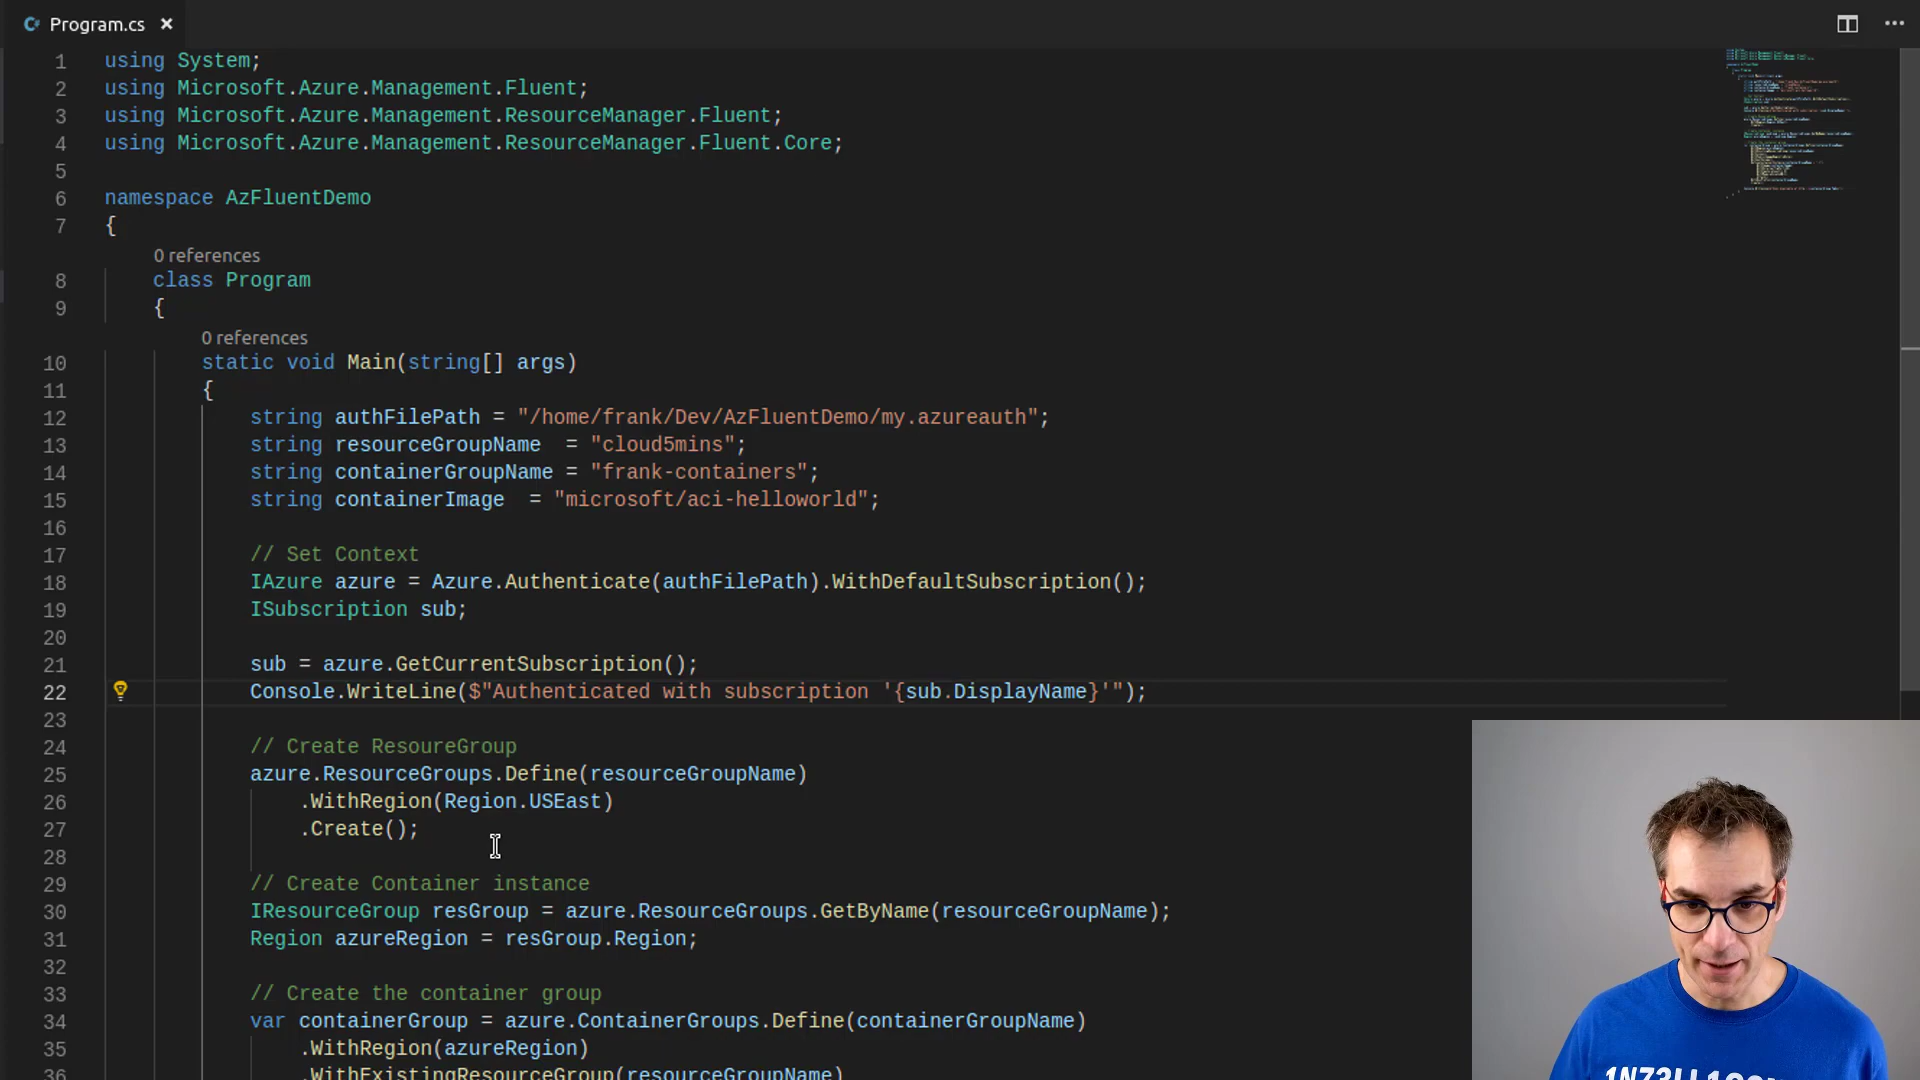 Program.cs
1 using System;
2 using Microsoft.Azure.Management.Fluent;
3 using Microsoft.Azure.Management.ResourceManager.Fluent;
4 using Microsoft.Azure.Management.ResourceManager.Fluent.Core;
5
6 namespace AzFluentDemo
7 {
0 references
8 class Program
9 {
0 references
10 static void Main(string[] args)
11 {
12 string authFilePath = "/home/frank/Dev/AzFluentDemo/my.azureauth";
13 string resourceGroupName = "cloud5mins";
14 string containerGroupName = "frank-containers";
15 string containerImage = "microsoft/aci-helloworld";
16
17 // Set Context
18 IAzure azure = Azure.Authenticate(authFilePath).WithDefaultSubscription();
19 ISubscription sub;
20
21 sub = azure.GetCurrentSubscription();
22 Console.WriteLine($"Authenticated with subscription '{sub.DisplayName}'");
23
24 // Create ResoureGroup
25 azure.ResourceGroups.Define(resourceGroupName)
26 .WithRegion(Region.USEast)
27 .Create();
28
29 // Create Container instance
30 IResourceGroup resGroup = azure.ResourceGroups.GetByName(resourceGroupName);
31 Region azureRegion = resGroup.Region;
32
33 // Create the container group
34 var containerGroup = azure.ContainerGroups.Define(containerGroupName)
35 .WithRegion(azureRegion)
36 .WithExistingResourceGroup(resourceGroupName)